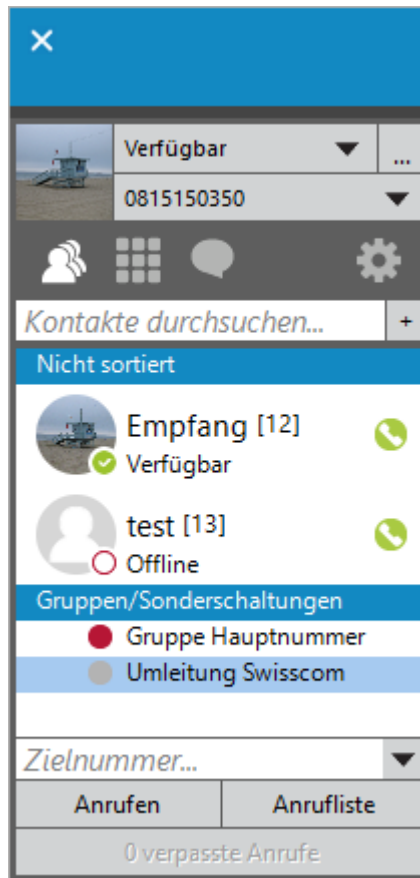 Verfügbar
...
0815150350
Kontakte durchsuchen...
+
Nicht sortiert
Empfang [12]
Verfügbar
test [13]
Offline
Gruppen/Sonderschaltungen
Gruppe Hauptnummer
Umleitung Swisscom
Zielnummer...
Anrufen Anrufliste
0 verpasste Anrufe